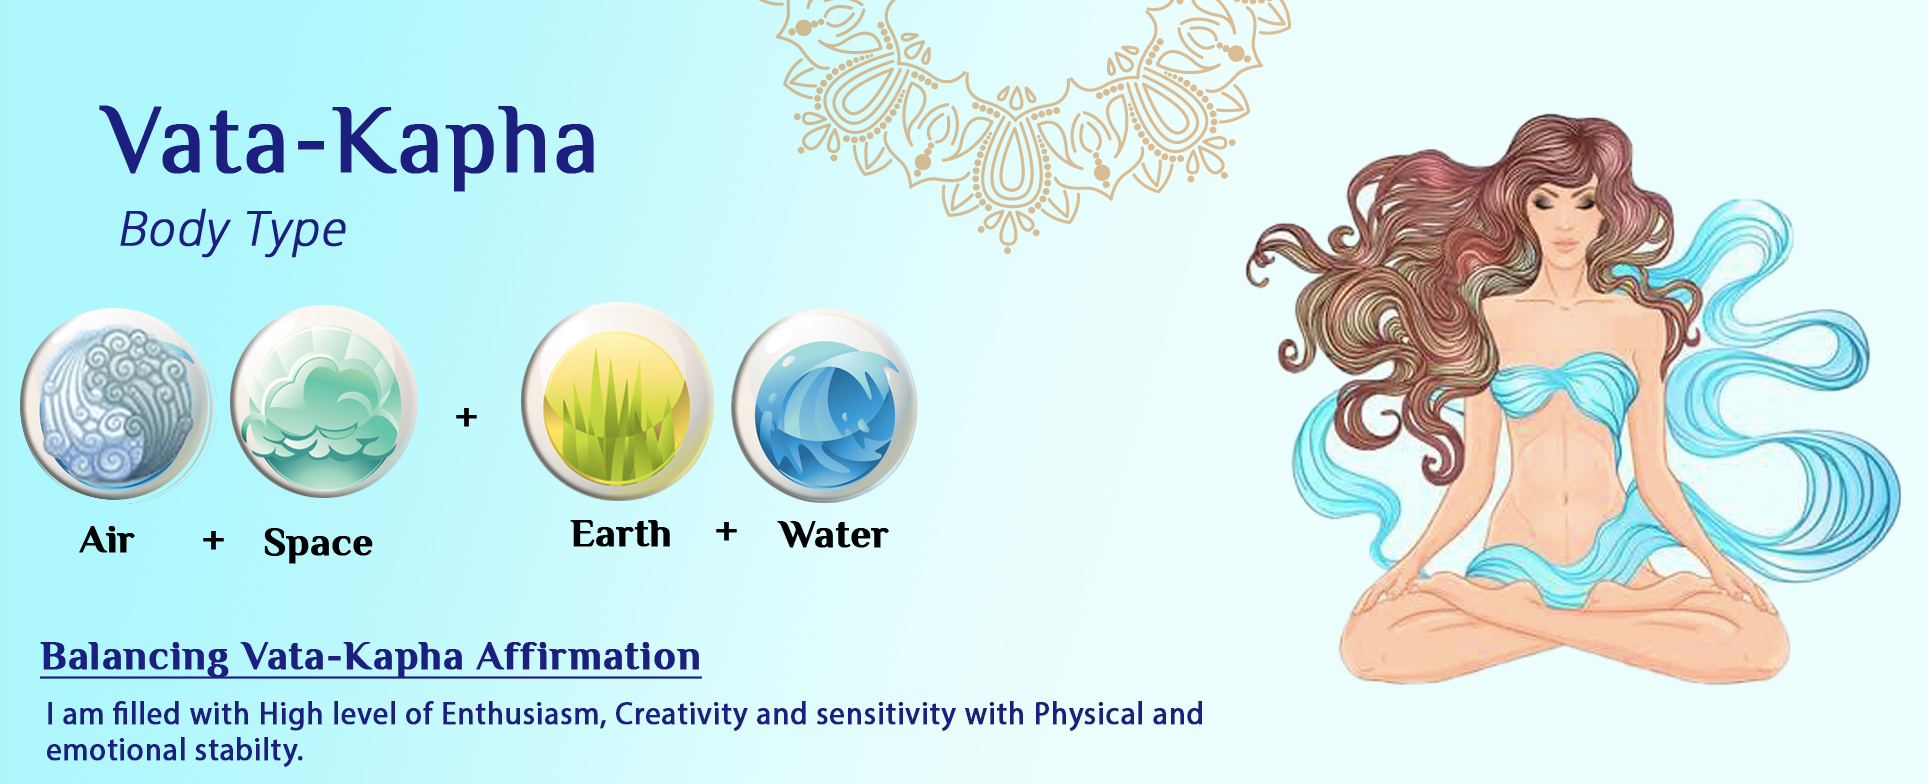 Vata-Kapha
Body Type
+
Air + Space
Earth + Water
Balancing Vata-Kapha Affirmation
I am filled with High level of Enthusiasm, Creativity and sensitivity with Physical and
emotional stabilty.